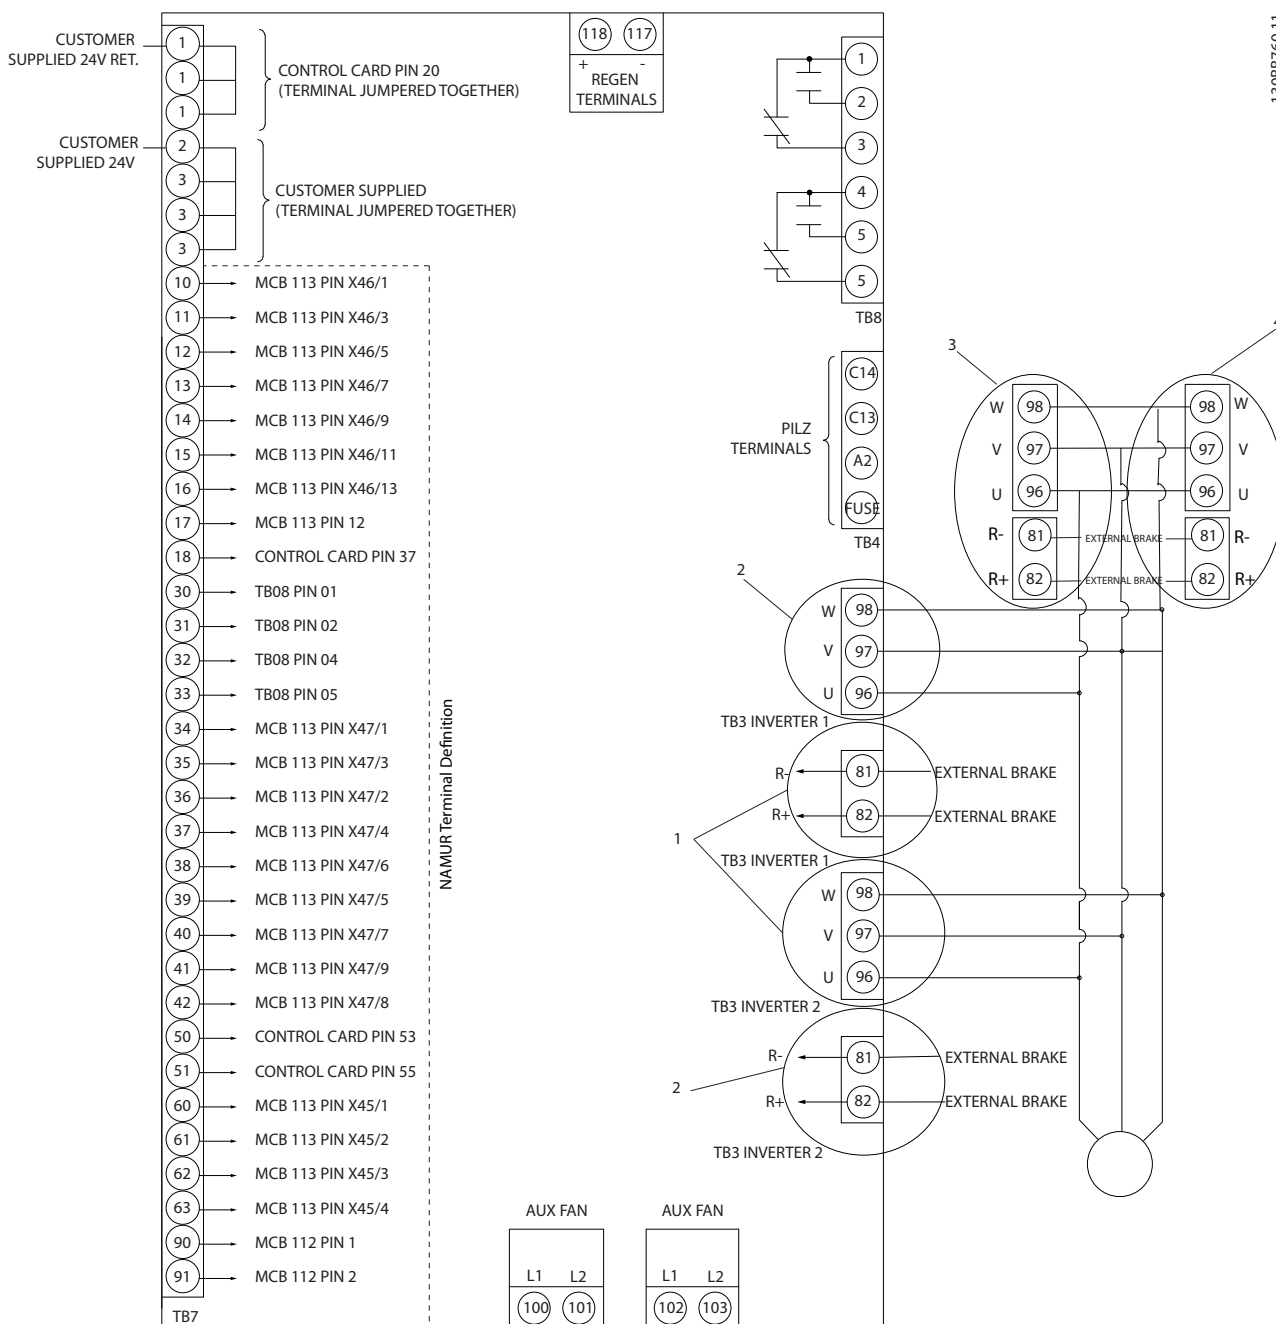 CUSTOMER
SUPPLIED 24V RET.
1
1
1
CONTROL CARD PIN 20
(TERMINAL JUMPERED TOGETHER)
CUSTOMER
SUPPLIED 24V
2
3
3
3
CUSTOMER SUPPLIED
(TERMINAL JUMPERED TOGETHER)
10 MCB 113 PIN X46/1
11 MCB 113 PIN X46/3
12 MCB 113 PIN X46/5
13 MCB 113 PIN X46/7
14 MCB 113 PIN X46/9
15 MCB 113 PIN X46/11
16 MCB 113 PIN X46/13
17 MCB 113 PIN 12
18 CONTROL CARD PIN 37
30 TB08 PIN 01
31 TB08 PIN 02
32 TB08 PIN 04
33 TB08 PIN 05
34 MCB 113 PIN X47/1
35 MCB 113 PIN X47/3
36 MCB 113 PIN X47/2
37 MCB 113 PIN X47/4
38 MCB 113 PIN X47/6
39 MCB 113 PIN X47/5
40 MCB 113 PIN X47/7
41 MCB 113 PIN X47/9
42 MCB 113 PIN X47/8
50 CONTROL CARD PIN 53
51 CONTROL CARD PIN 55
60 MCB 113 PIN X45/1
61 MCB 113 PIN X45/2
62 MCB 113 PIN X45/3
63 MCB 113 PIN X45/4
90 MCB 112 PIN 1
91 MCB 112 PIN 2
TB7
NAMUR Terminal Definition
118 117
+ -
REGEN
TERMINALS
1
2
3
4
5
5
TB8
PILZ
TERMINALS
C14
C13
A2
FUSE
TB4
2
W 98
V 97
U 96
TB3 INVERTER 1
R- 81 EXTERNAL BRAKE
R+ 82 EXTERNAL BRAKE
1
TB3 INVERTER 1
W 98
V 97
U 96
TB3 INVERTER 2
R- 81 EXTERNAL BRAKE
2
R+ 82 EXTERNAL BRAKE
TB3 INVERTER 2
3
W 98 98 W
V 97 97 V
U 96 96 U
R- 81 EXTERNAL BRAKE 81 R-
R+ 82 EXTERNAL BRAKE 82 R+
AUX FAN
L1 L2
100 101
AUX FAN
L1 L2
102 103